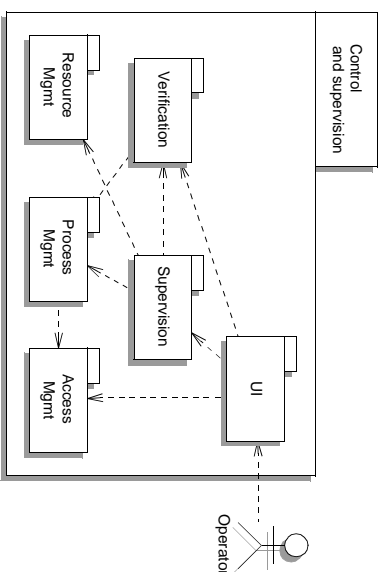 Control
and supervision
UI
Operator
Verification
Supervision
Resource
Mgmt
Process
Mgmt
Access
Mgmt